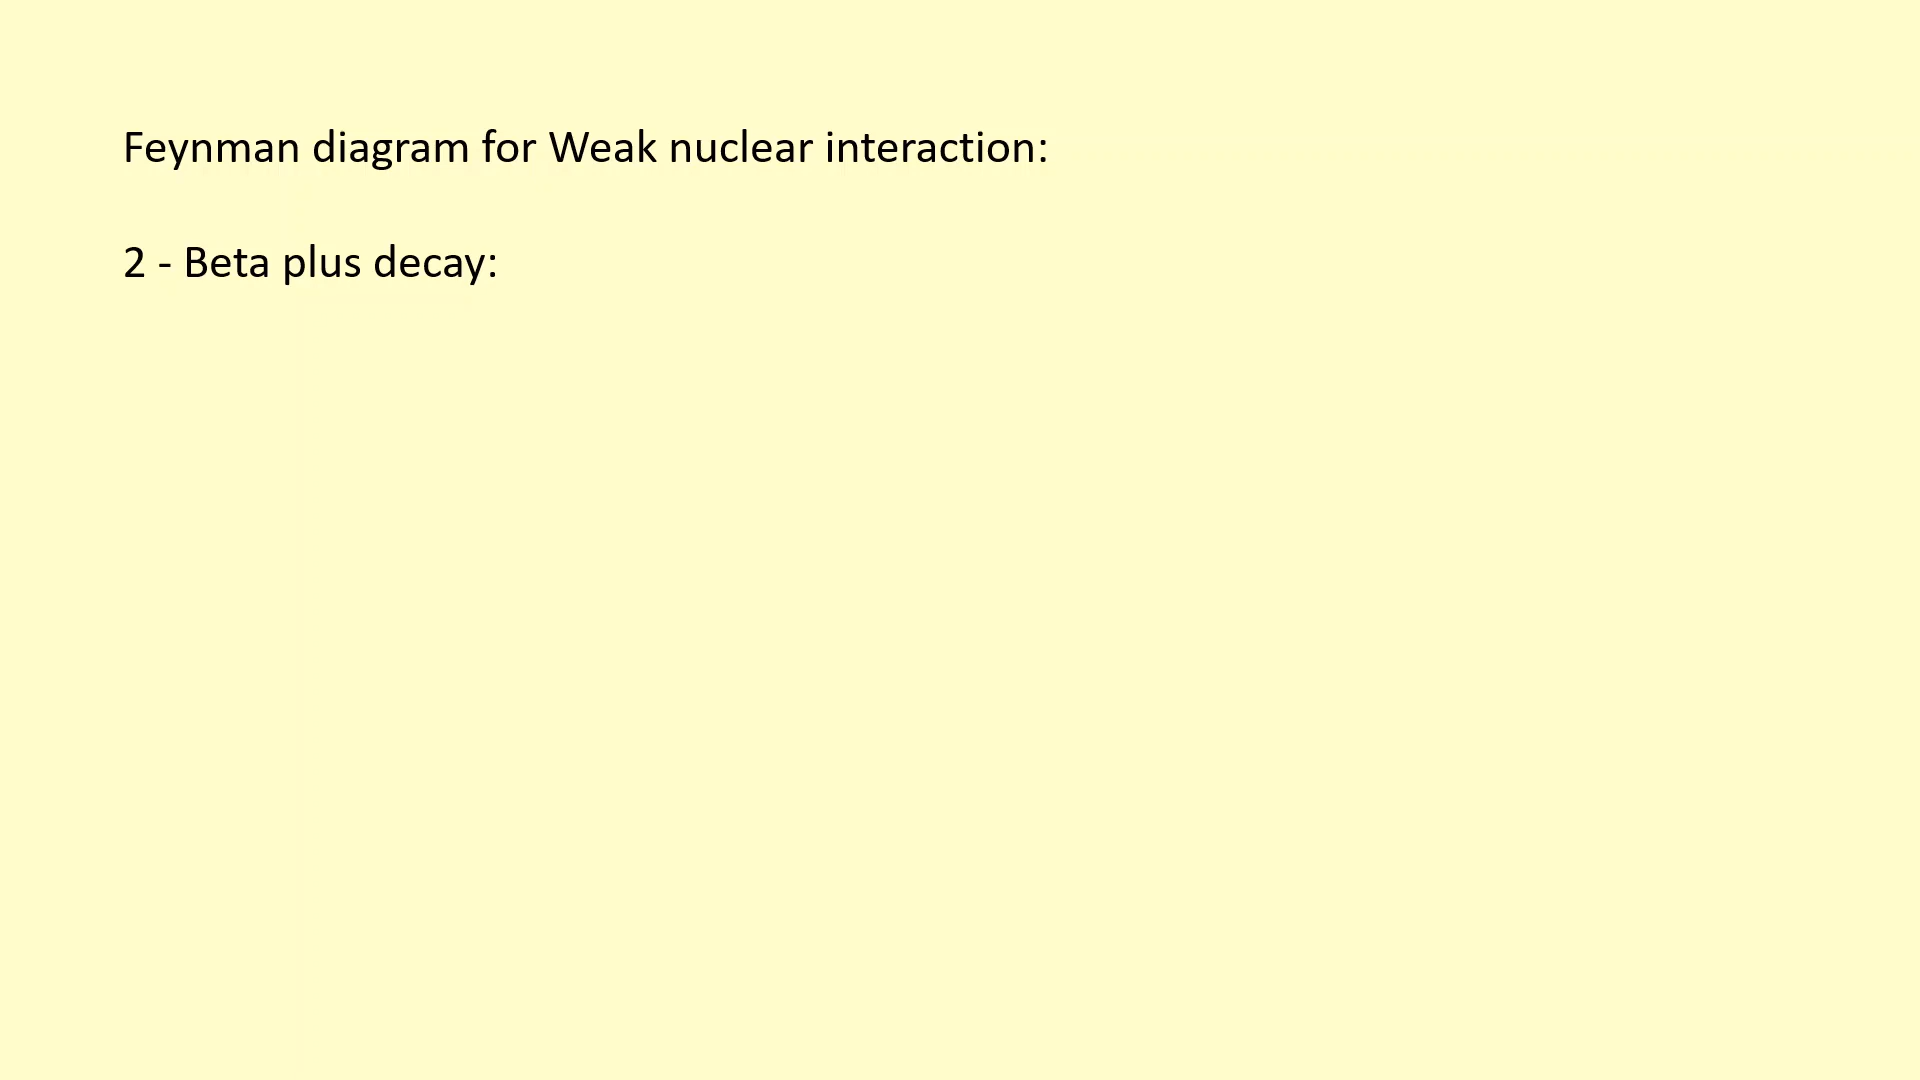 Feynman diagram for Weak nuclear interaction:
2 - Beta plus decay: